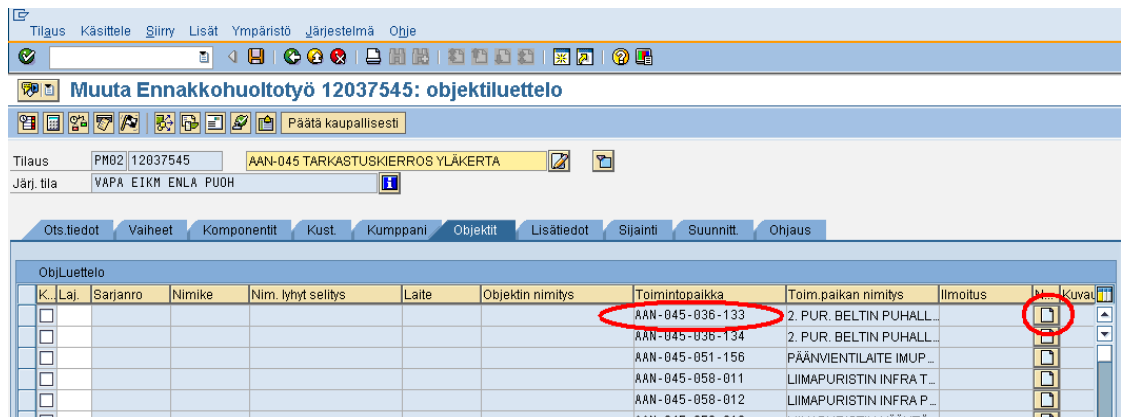 Tilaus Käsittele Siirry Lisät Ympäristö Järjestelmä Ohje
Muuta Ennakkohuoltotyö 12037545: objektiluettelo
Päätä kaupallisesti
Tilaus PM02 12037545 AAN-045 TARKASTUSKIERROS YLÄKERTA
Järj. tila VAPA EIKM ENLA PUOH
Ots.tiedot Vaiheet Komponentit Kust. Kumppani Objektit Lisätiedot Sijainti Suunnitt. Ohjaus
ObjLuettelo
K... Laj. Sarjanro Nimike Nim. lyhyt selitys Laite Objektin nimitys Toimintopaikka Toim.paikan nimitys Ilmoitus N... Kuvau
AAN-045-036-133 2. PUR. BELTIN PUHALL...
AAN-045-036-134 2. PUR. BELTIN PUHALL...
AAN-045-051-156 PÄÄNVIENTILAITE IMUP...
AAN-045-058-011 LIIMAPURISTIN INFRA T...
AAN-045-058-012 LIIMAPURISTIN INFRA P...